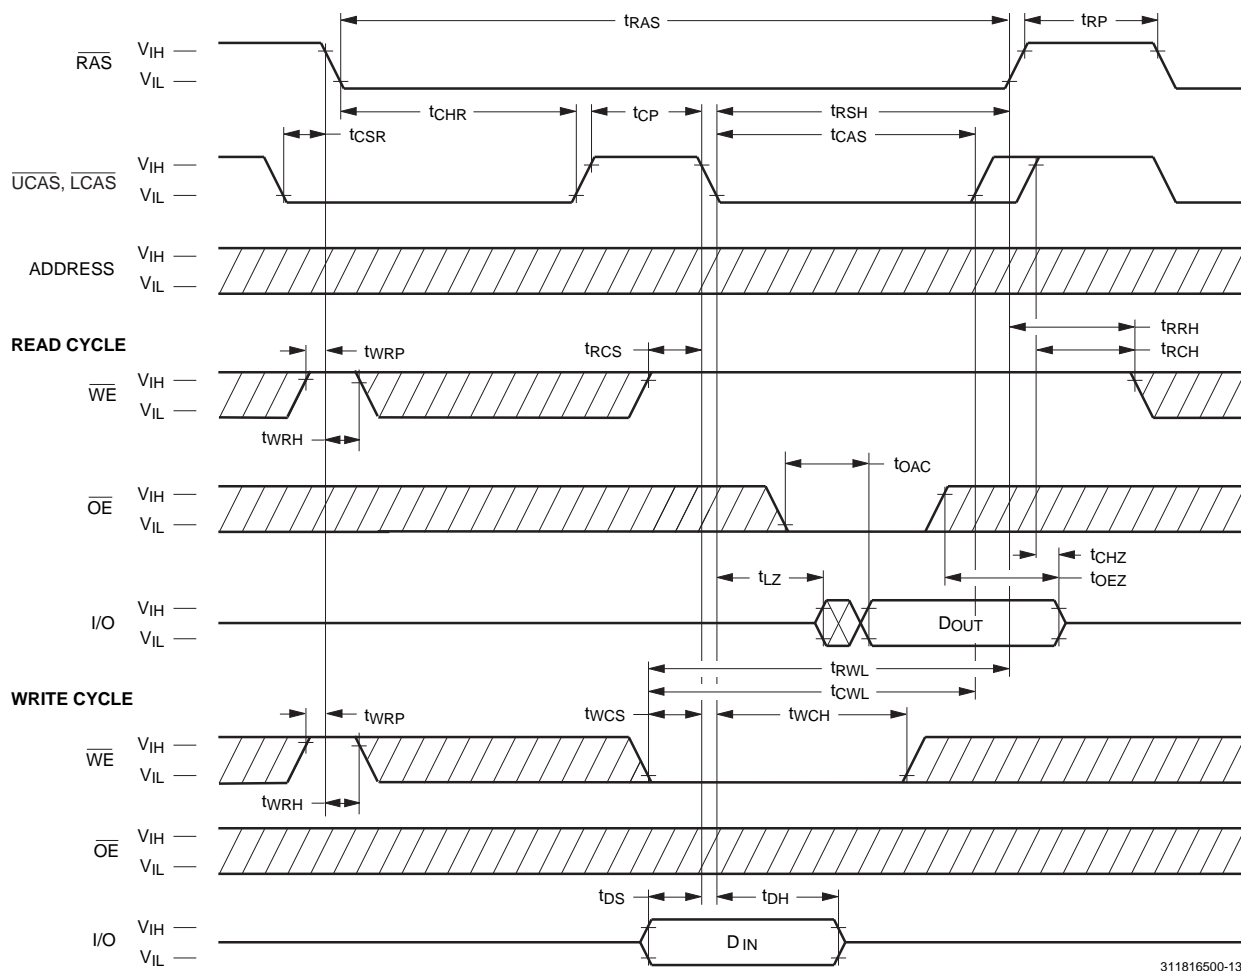 tRAS tRP
RAS VIH
VIL
tCHR tCP tRSH
tCSR tCAS
UCAS, LCAS VIH
VIL
ADDRESS VIH
VIL
tRRH
READ CYCLE tWRP tRCS tRCH
WE VIH
VIL
tWRH
tOAC
OE VIH
VIL
tCHZ
tLZ tOEZ
I/O VIH
VIL
DOUT
tRWL
WRITE CYCLE tCWL
tWRP tWCS tWCH
WE VIH
VIL
tWRH
OE VIH
VIL
tDS tDH
I/O VIH
VIL
DIN
311816500-13